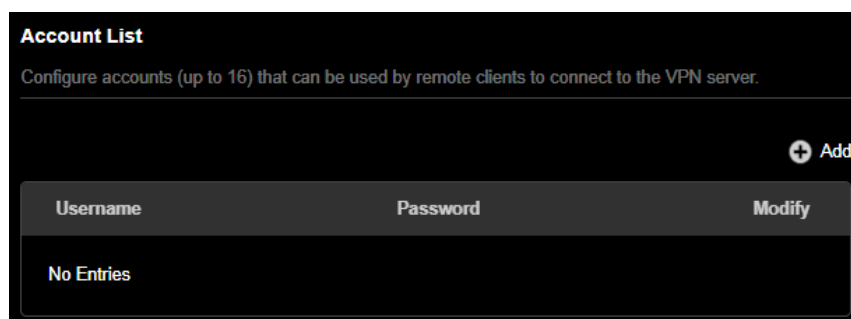 Account List
Configure accounts (up to 16) that can be used by remote clients to connect to the VPN server.
Add
Username Password Modify
No Entries